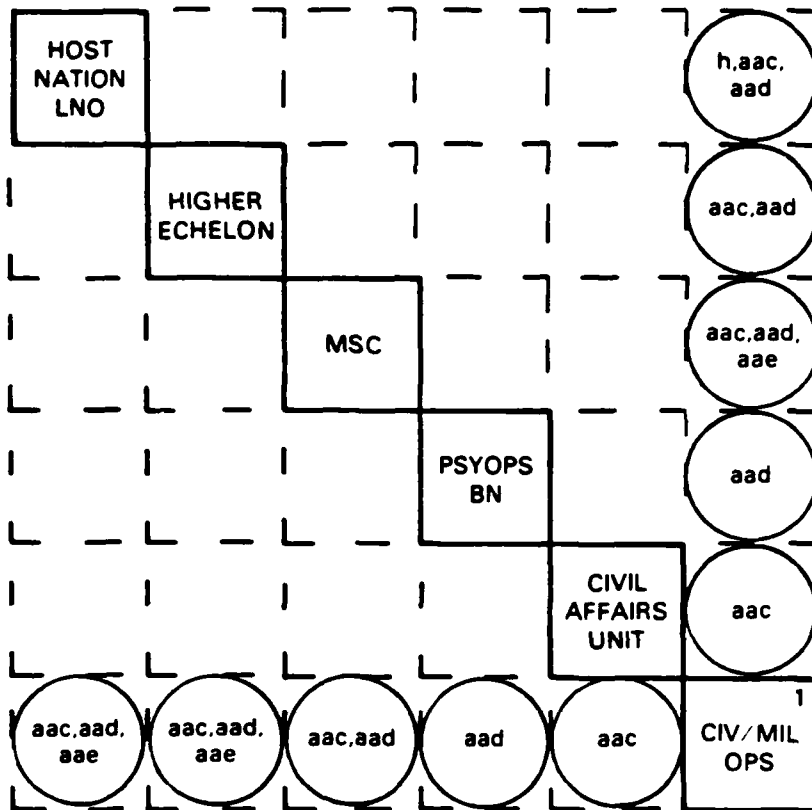 HOST
NATION
LNO
h,aac,
aad
HIGHER
ECHELON
aac,aad
MSC
aac,aad,
aae
PSYOPS
BN
aad
CIVIL
AFFAIRS
UNIT
aac
1
aac,aad,
aae
aac,aad,
aae
aac,aad
aad
aac
CIV/MIL
OPS